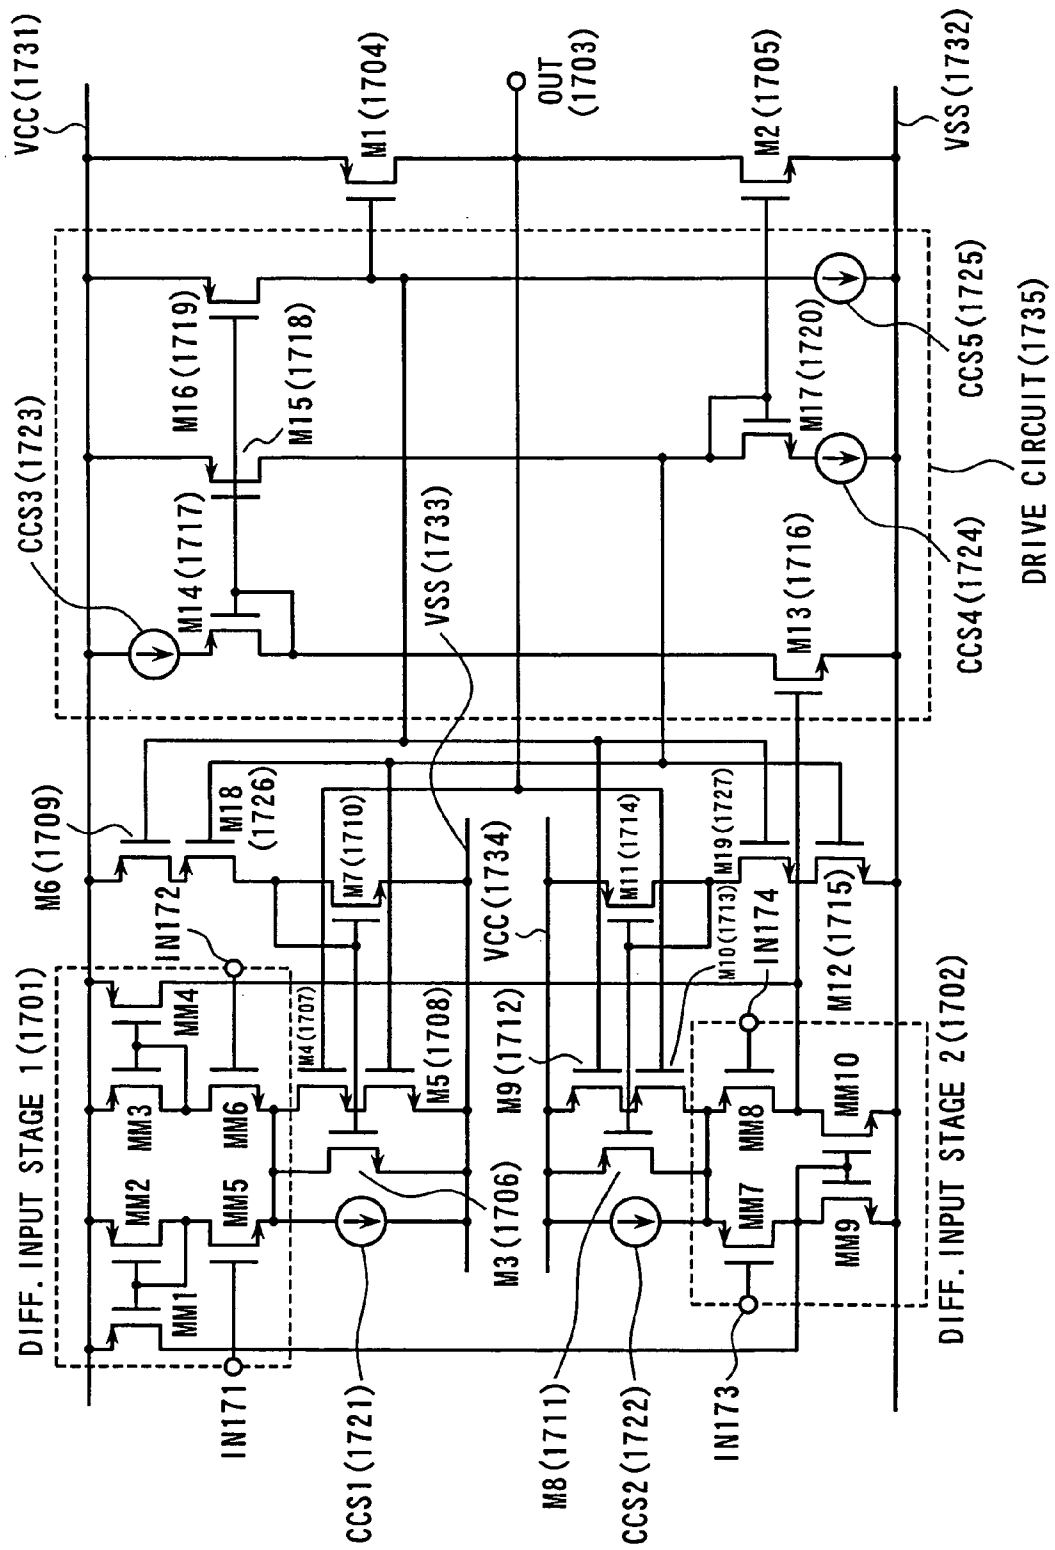 VCC(1731)
M1(1704)
OUT
(1703)
M2(1705)
VSS(1732)
CCS3(1723)
M16(1719)
M15(1718)
M14(1717)
M17(1720)
CCS5(1725)
M13(1716)
CCS4(1724)
DRIVE CIRCUIT(1735)
VSS(1733)
M6(1709)
M18
(1726)
M7(1710)
VCC(1734)
M11(1714)
M19(1727)
M12(1715)
IN172
IN174
M10(1713)
DIFF. INPUT STAGE 1(1701)
MM4
MM3
MM6
MM2
MM5
MM1
IN171
M4(1707)
M5(1708)
M3(1706)
CCS1(1721)
M9(1712)
M8(1711)
CCS2(1722)
MM8
MM10
MM7
MM9
IN173
DIFF. INPUT STAGE 2(1702)